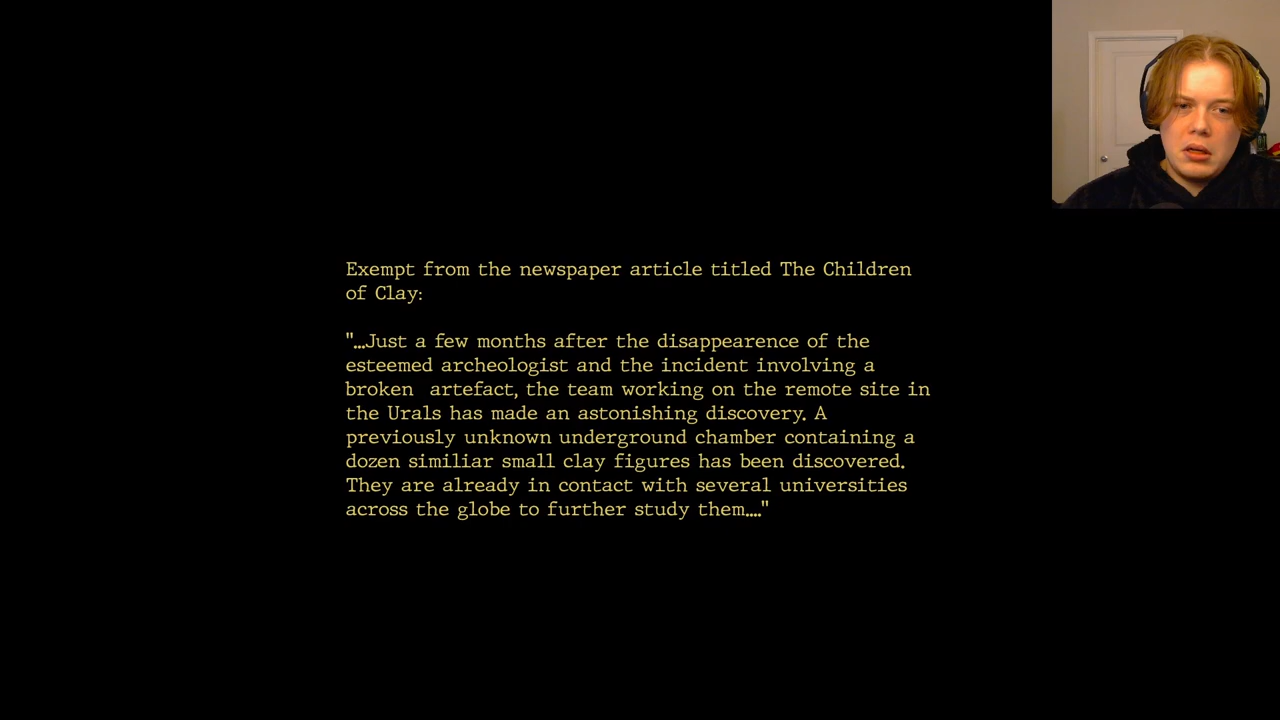 Exempt from the newspaper article titled The Children
of Clay:
"...Just a few months after the disappearence of the
esteemed archeologist and the incident involving a
broken  artefact, the team working on the remote site in
the Urals has made an astonishing discovery. A
previously unknown underground chamber containing a
dozen similiar small clay figures has been discovered.
They are already in contact with several universities
across the globe to further study them...."